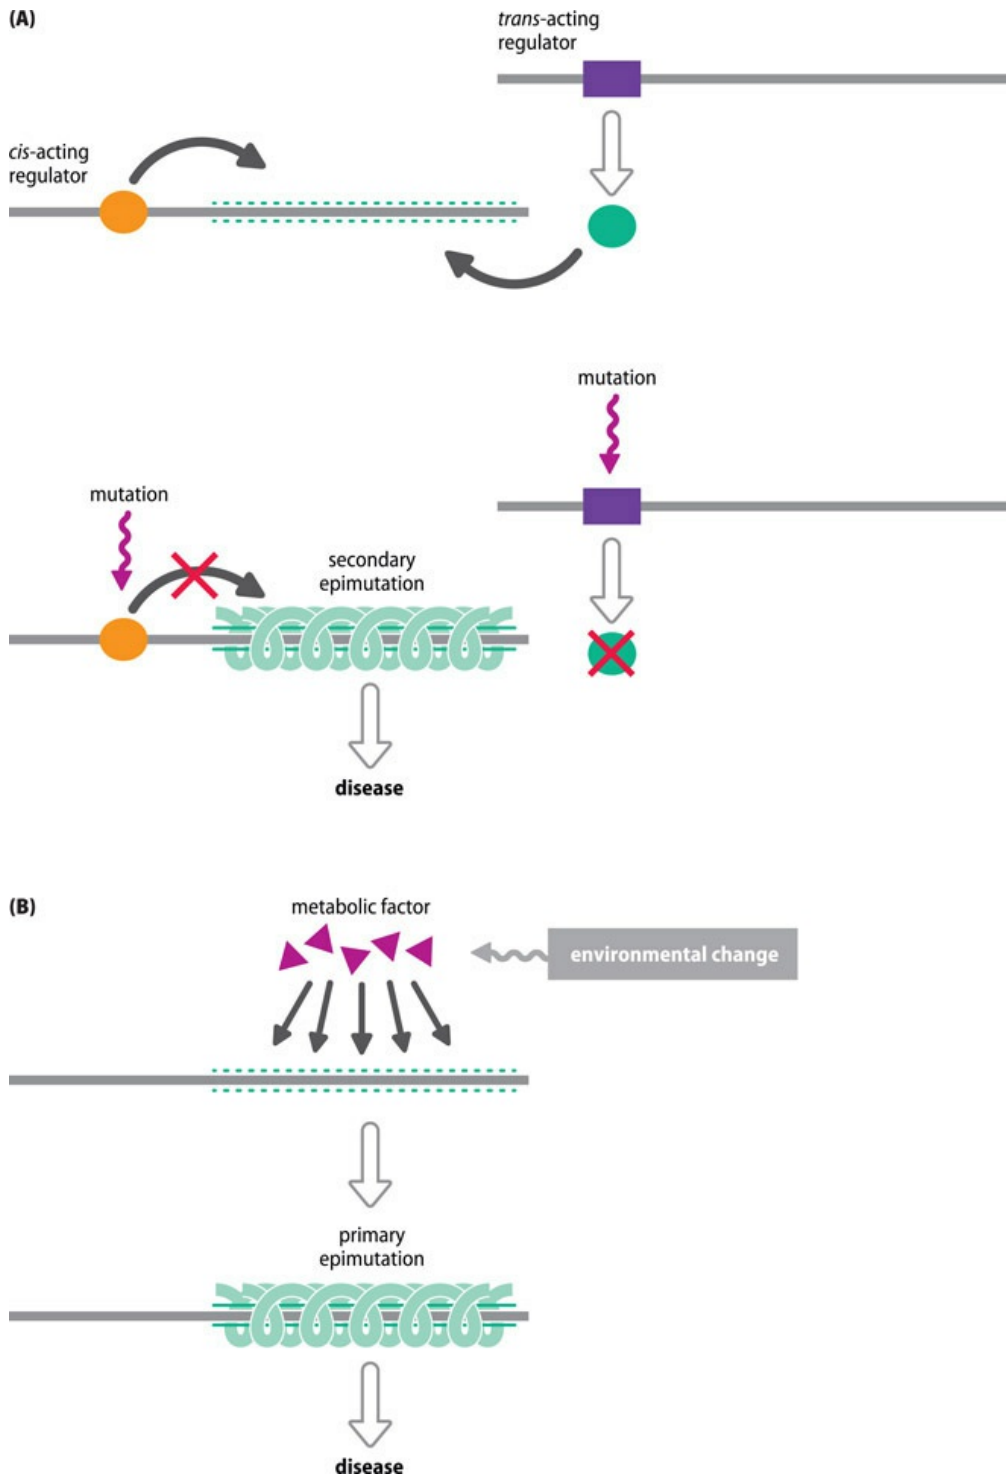 (A)
trans-acting
regulator
cis-acting
regulator
mutation
mutation
secondary
epimutation
disease
(B)
metabolic factor
environmental change
primary
epimutation
disease